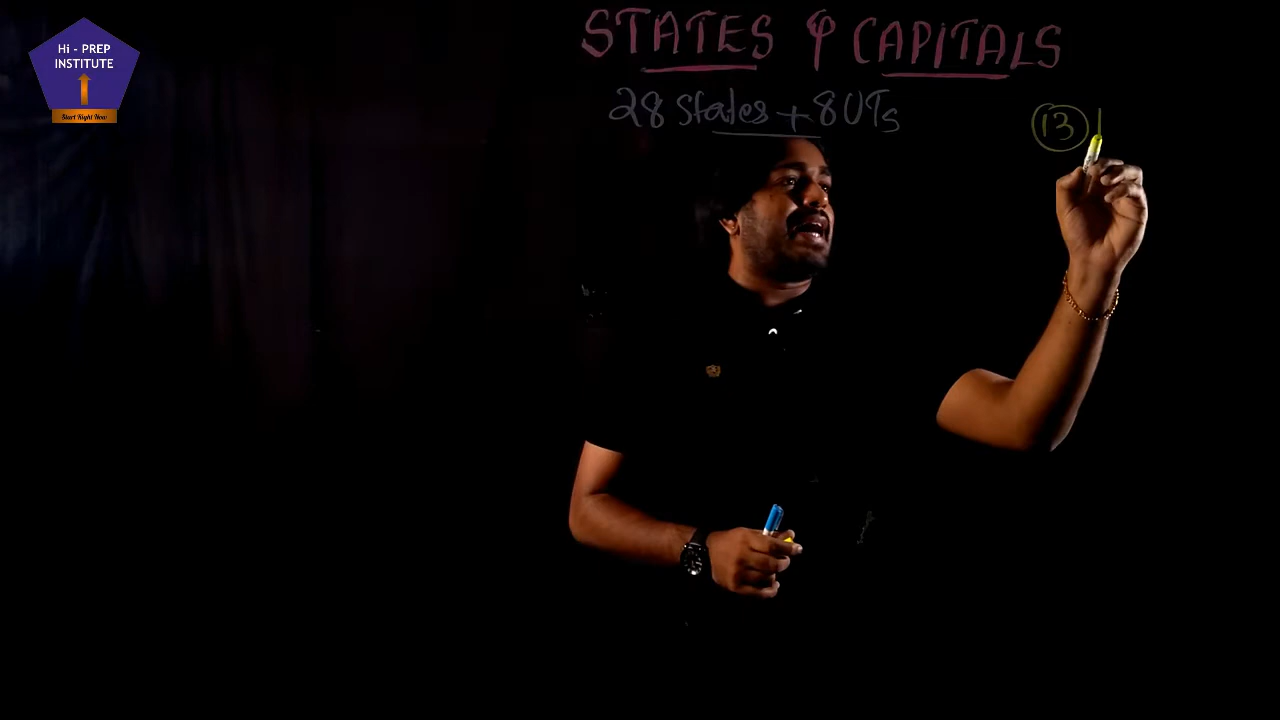 Hi - PREP
INSTITUTE
Start Right Now
STATES & CAPITALS
28 States + 8 UTs
13